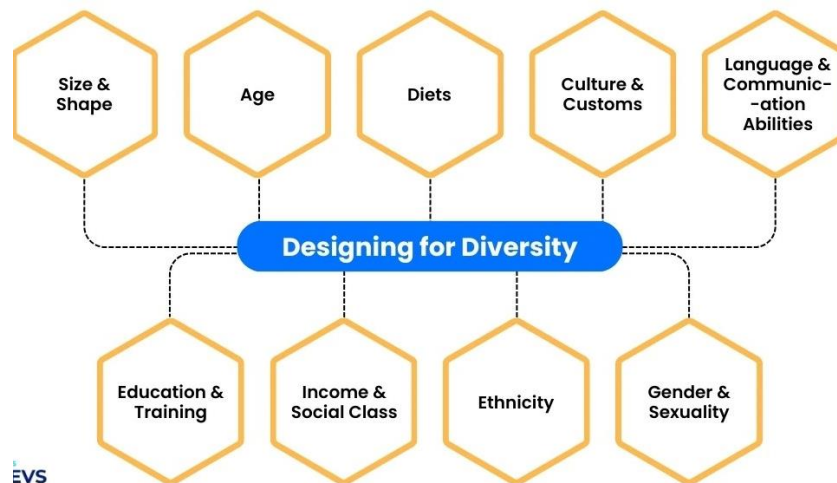 Size &
Shape
Age
Diets
Culture &
Customs
Language &
Communic-
-ation
Abilities
Designing for Diversity
Education &
Training
Income &
Social Class
Ethnicity
Gender &
Sexuality
EVS